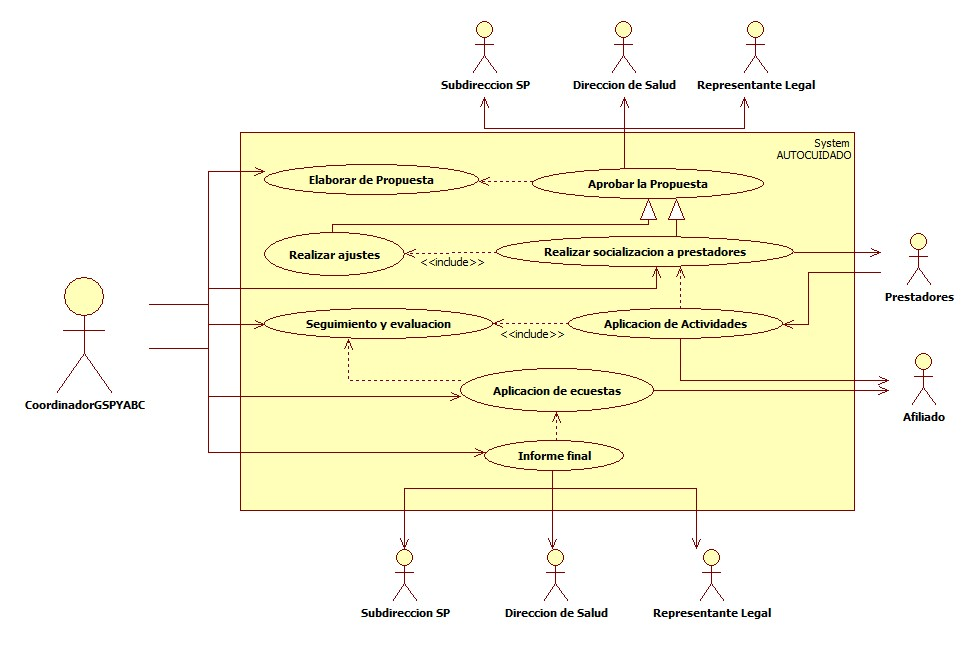 Subdireccion SP
Direccion de Salud
Representante Legal
System
AUTOCUIDADO
Elaborar de Propuesta
Aprobar la Propuesta
Realizar ajustes
<<include>>
Realizar socializacion a prestadores
Prestadores
Seguimiento y evaluacion
<<include>>
Aplicacion de Actividades
CoordinadorGSPYABC
Aplicacion de ecuestas
Afiliado
Informe final
Subdireccion SP
Direccion de Salud
Representante Legal